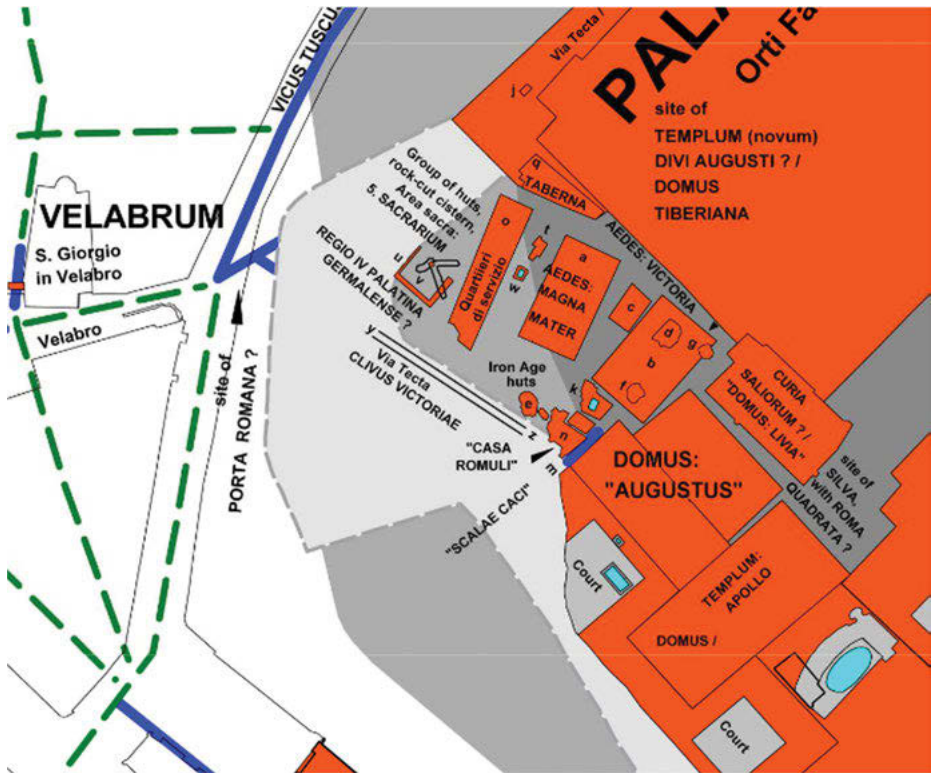 VICUS TUSCUS
VELABRUM
S. Giorgio
in Velabro
Velabro
site of
PORTA ROMANA ?
Group of huts,
rock-cut cistern,
Area sacra:
5. SACRARIUM
REGIO IV PALATINA
GERMALENSE ?
u
v
y
Via Tecta
CLIVUS VICTORIAE
z
Quartiieri
di servizio
o
w
t
q
TABERNA
a
AEDES:
MAGNA
MATER
AEDES: VICTORIA
c
d
g
b
f
Iron Age
huts
e
k
n
m
"CASA
ROMULI"
"SCALAE CACI"
Via Tecta /
j
Orti Fa
site of
TEMPLUM (novum)
DIVI AUGUSTI ? /
DOMUS
TIBERIANA
CURIA
SALIORUM ? /
"DOMUS: LIVIA"
site of
SILVA,
with ROMA
QUADRATA ?
DOMUS:
"AUGUSTUS"
Court
TEMPLUM:
APOLLO
DOMUS /
Court